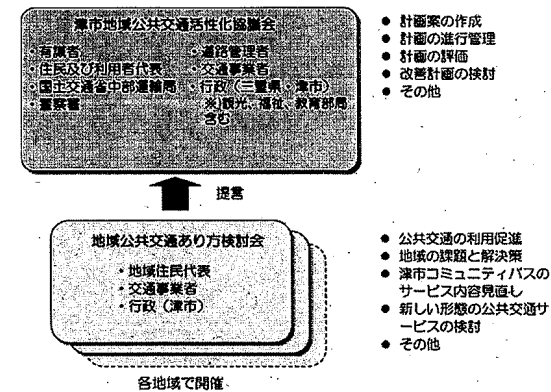 津市地域公共交通活性化協議会
・有識者
・住民及び利用者代表
・国土交通省中部運輸局
・警察署
・道路管理者
・交通事業者
・行政（三重県・津市）
※)観光、福祉、教育部局
含む
● 計画案の作成
● 計画の進行管理
● 計画の評価
● 改善計画の検討
● その他
提言
地域公共交通あり方検討会
・地域住民代表
・交通事業者
・行政（津市）
● 公共交通の利用促進
● 地域の課題と解決策
● 津市コミュニティバスの
サービス内容見直し
● 新しい形態の公共交通サ
ービスの検討
● その他
各地域で開催